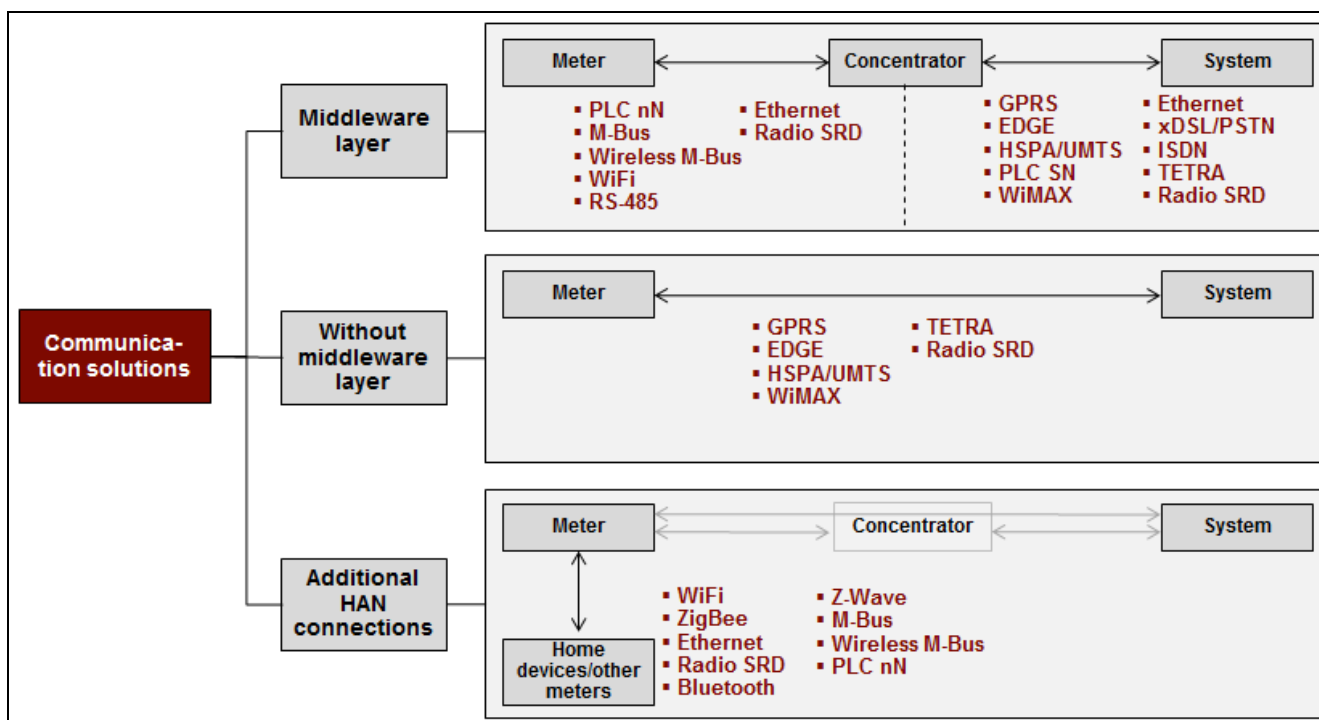 Communica-
tion solutions
Middleware
layer
Meter
Concentrator
System
▪ PLC nN
▪ M-Bus
▪ Wireless M-Bus
▪ WiFi
▪ RS-485
▪ Ethernet
▪ Radio SRD
▪ GPRS
▪ EDGE
▪ HSPA/UMTS
▪ PLC SN
▪ WiMAX
▪ Ethernet
▪ xDSL/PSTN
▪ ISDN
▪ TETRA
▪ Radio SRD
Without
middleware
layer
Meter
System
▪ GPRS
▪ EDGE
▪ HSPA/UMTS
▪ WiMAX
▪ TETRA
▪ Radio SRD
Additional
HAN
connections
Meter
Concentrator
System
Home
devices/other
meters
▪ WiFi
▪ ZigBee
▪ Ethernet
▪ Radio SRD
▪ Bluetooth
▪ Z-Wave
▪ M-Bus
▪ Wireless M-Bus
▪ PLC nN